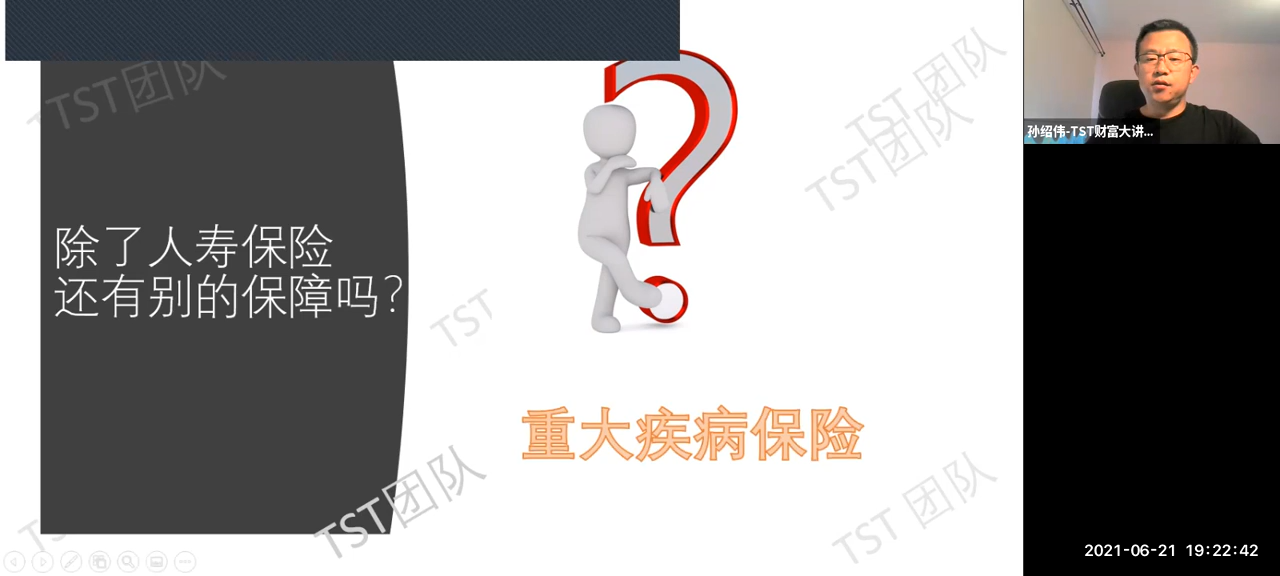 TST团队
TST团队
TST团队
除了人寿保险
还有别的保障吗?
TST
重大疾病保险
TST团队
TST 团队
孙绍伟-TST财富大讲...
2021-06-21 19:22:42